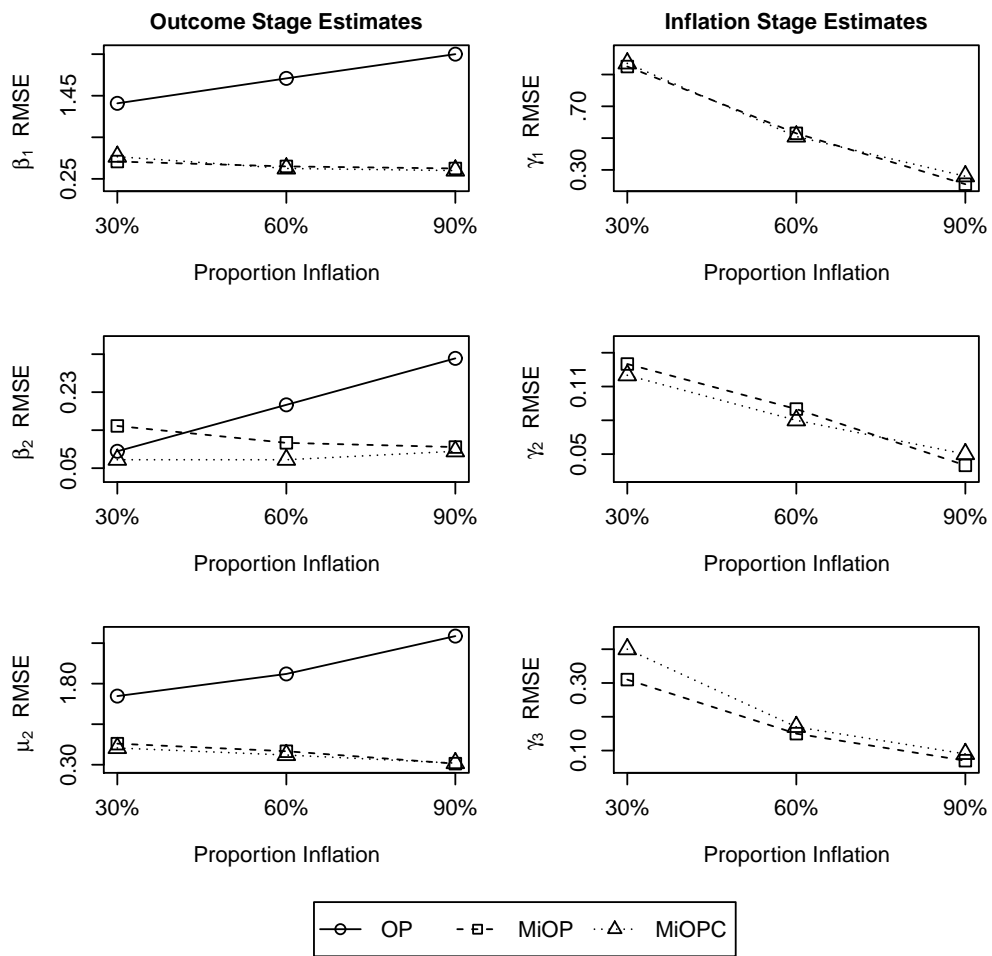 Outcome Stage Estimates
β1 RMSE
0.25 1.45
30% 60% 90%
Proportion Inflation
Inflation Stage Estimates
γ1 RMSE
0.30 .70
30% 60% 90%
Proportion Inflation
β2 RMSE
0.05 0.23
30% 60% 90%
Proportion Inflation
γ2 RMSE
0.05 0.11
30% 60% 90%
Proportion Inflation
μ2 RMSE
0.30 1.80
30% 60% 90%
Proportion Inflation
γ3 RMSE
0.10 0.30
30% 60% 90%
Proportion Inflation
OP MiOP MiOPC